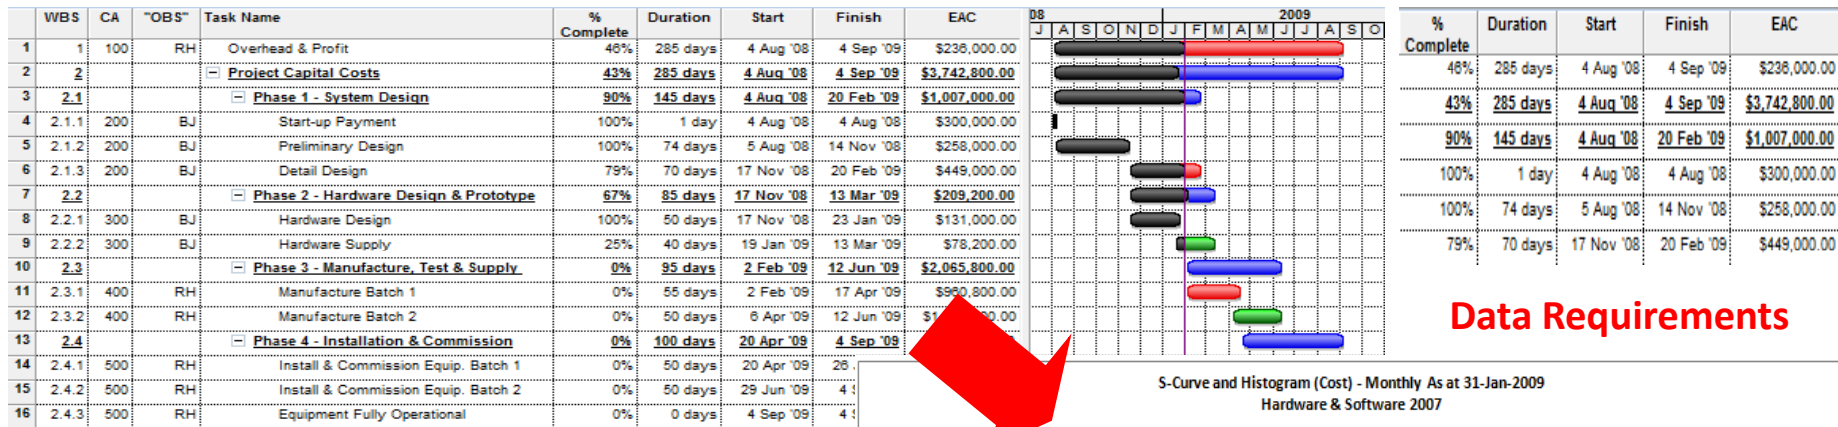 WBS CA "OBS" Task Name % Complete Duration Start Finish EAC
1 1 100 RH Overhead & Profit 46% 285 days 4 Aug '08 4 Sep '09 $236,000.00
2 2 Project Capital Costs 43% 285 days 4 Aug '08 4 Sep '09 $3,742,800.00
3 2.1 Phase 1 - System Design 90% 145 days 4 Aug '08 20 Feb '09 $1,007,000.00
4 2.1.1 200 BJ Start-up Payment 100% 1 day 4 Aug '08 4 Aug '08 $300,000.00
5 2.1.2 200 BJ Preliminary Design 100% 74 days 5 Aug '08 14 Nov '08 $258,000.00
6 2.1.3 200 BJ Detail Design 79% 70 days 17 Nov '08 20 Feb '09 $449,000.00
7 2.2 Phase 2 - Hardware Design & Prototype 67% 85 days 17 Nov '08 13 Mar '09 $209,200.00
8 2.2.1 300 BJ Hardware Design 100% 50 days 17 Nov '08 23 Jan '09 $131,000.00
9 2.2.2 300 BJ Hardware Supply 25% 40 days 19 Jan '09 13 Mar '09 $78,200.00
10 2.3 Phase 3 - Manufacture, Test & Supply 0% 95 days 2 Feb '09 12 Jun '09 $2,065,800.00
11 2.3.1 400 RH Manufacture Batch 1 0% 55 days 2 Feb '09 17 Apr '09 $960,800.00
12 2.3.2 400 RH Manufacture Batch 2 0% 50 days 6 Apr '09 12 Jun '09
13 2.4 Phase 4 - Installation & Commission 0% 100 days 20 Apr '09 4 Sep '09
14 2.4.1 500 RH Install & Commission Equip. Batch 1 0% 50 days 20 Apr '09 26
15 2.4.2 500 RH Install & Commission Equip. Batch 2 0% 50 days 29 Jun '09 4
16 2.4.3 500 RH Equipment Fully Operational 0% 0 days 4 Sep '09 4
08 2009
J A S O N D J F M A M J J A S O
% Complete Duration Start Finish EAC
46% 285 days 4 Aug '08 4 Sep '09 $236,000.00
43% 285 days 4 Aug '08 4 Sep '09 $3,742,800.00
90% 145 days 4 Aug '08 20 Feb '09 $1,007,000.00
100% 1 day 4 Aug '08 4 Aug '08 $300,000.00
100% 74 days 5 Aug '08 14 Nov '08 $258,000.00
79% 70 days 17 Nov '08 20 Feb '09 $449,000.00
Data Requirements
S-Curve and Histogram (Cost) - Monthly As at 31-Jan-2009
Hardware & Software 2007